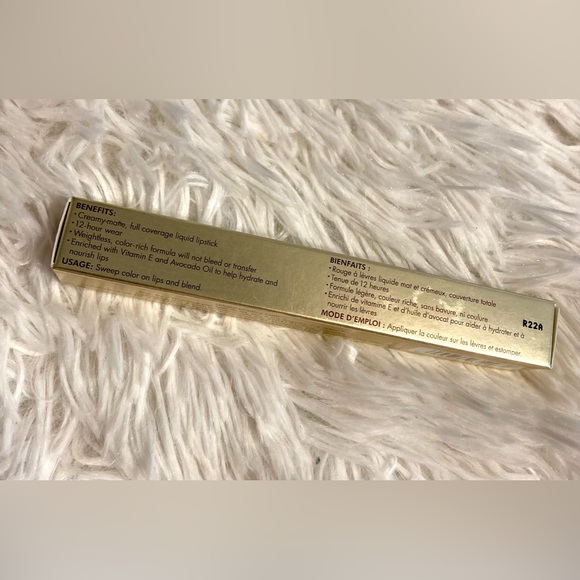 BENEFITS:
• Creamy-matte, full coverage liquid lipstick
• 12-hour wear
• Weightless, color-rich formula will not bleed or transfer
• Enriched with Vitamin E and Avocado Oil to help hydrate and
nourish lips
USAGE: Sweep color on lips and blend.
BIENFAITS :
• Rouge à lèvres liquide mat et crémeux, couverture totale
• Tenue de 12 heures
• Formule légère, couleur riche, sans bavure, ni coulure
• Enrichi de vitamine E et d'huile d'avocat pour aider à hydrater et à
nourrir les lèvres
MODE D'EMPLOI : Appliquer la couleur sur les lèvres et estomper.
R22A